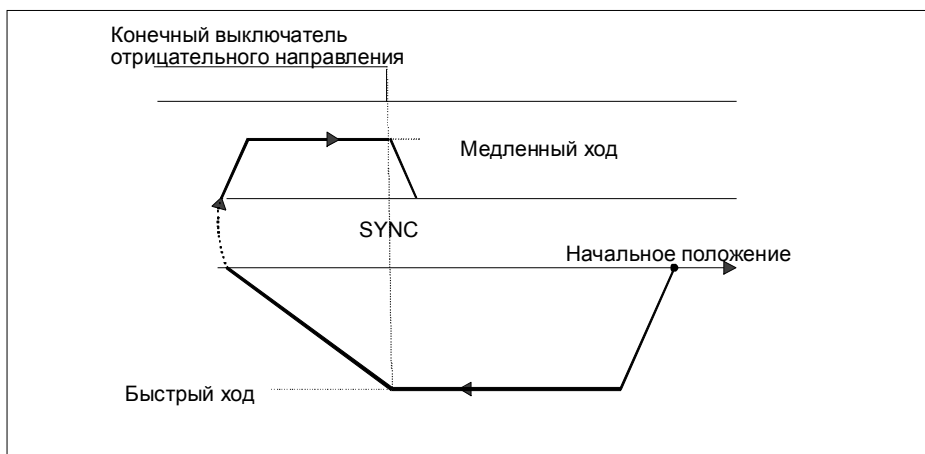 Конечный выключатель
отрицательного направления
Медленный ход
SYNC
Начальное положение
Быстрый ход